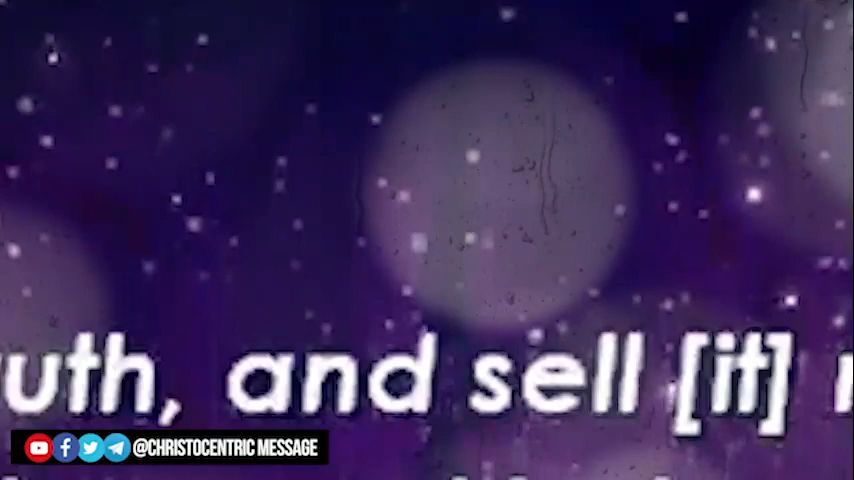 uth, and sell [it]
@CHRISTOCENTRIC MESSAGE